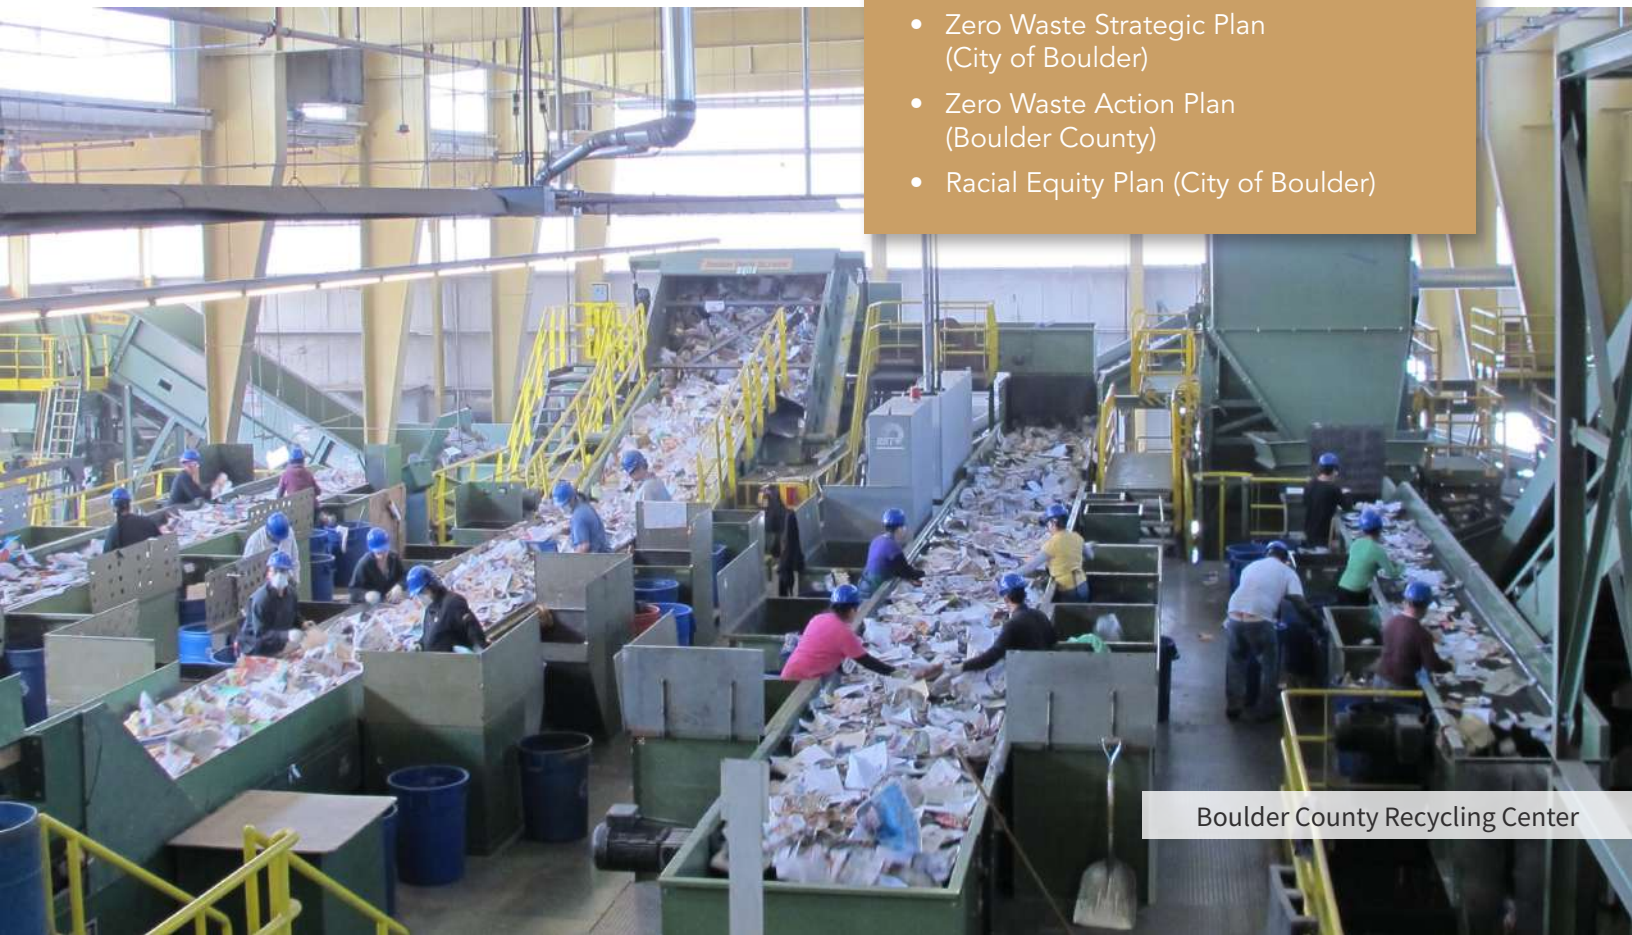 • Zero Waste Strategic Plan
(City of Boulder)
• Zero Waste Action Plan
(Boulder County)
• Racial Equity Plan (City of Boulder)
Boulder County Recycling Center